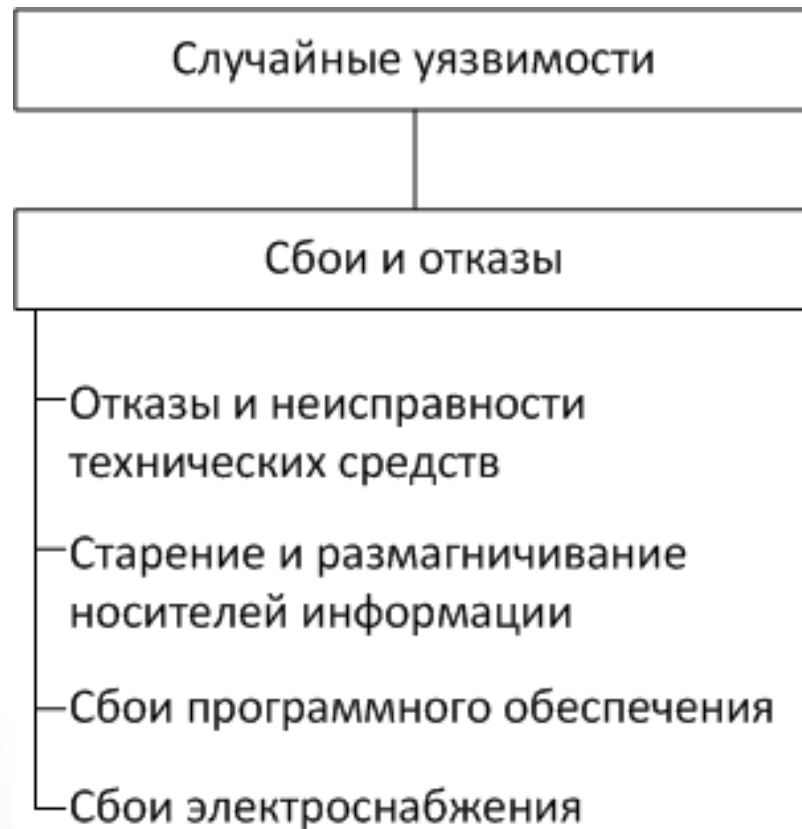 Случайные уязвимости
Сбои и отказы
Отказы и неисправности
технических средств
Старение и размагничивание
носителей информации
Сбои программного обеспечения
Сбои электроснабжения